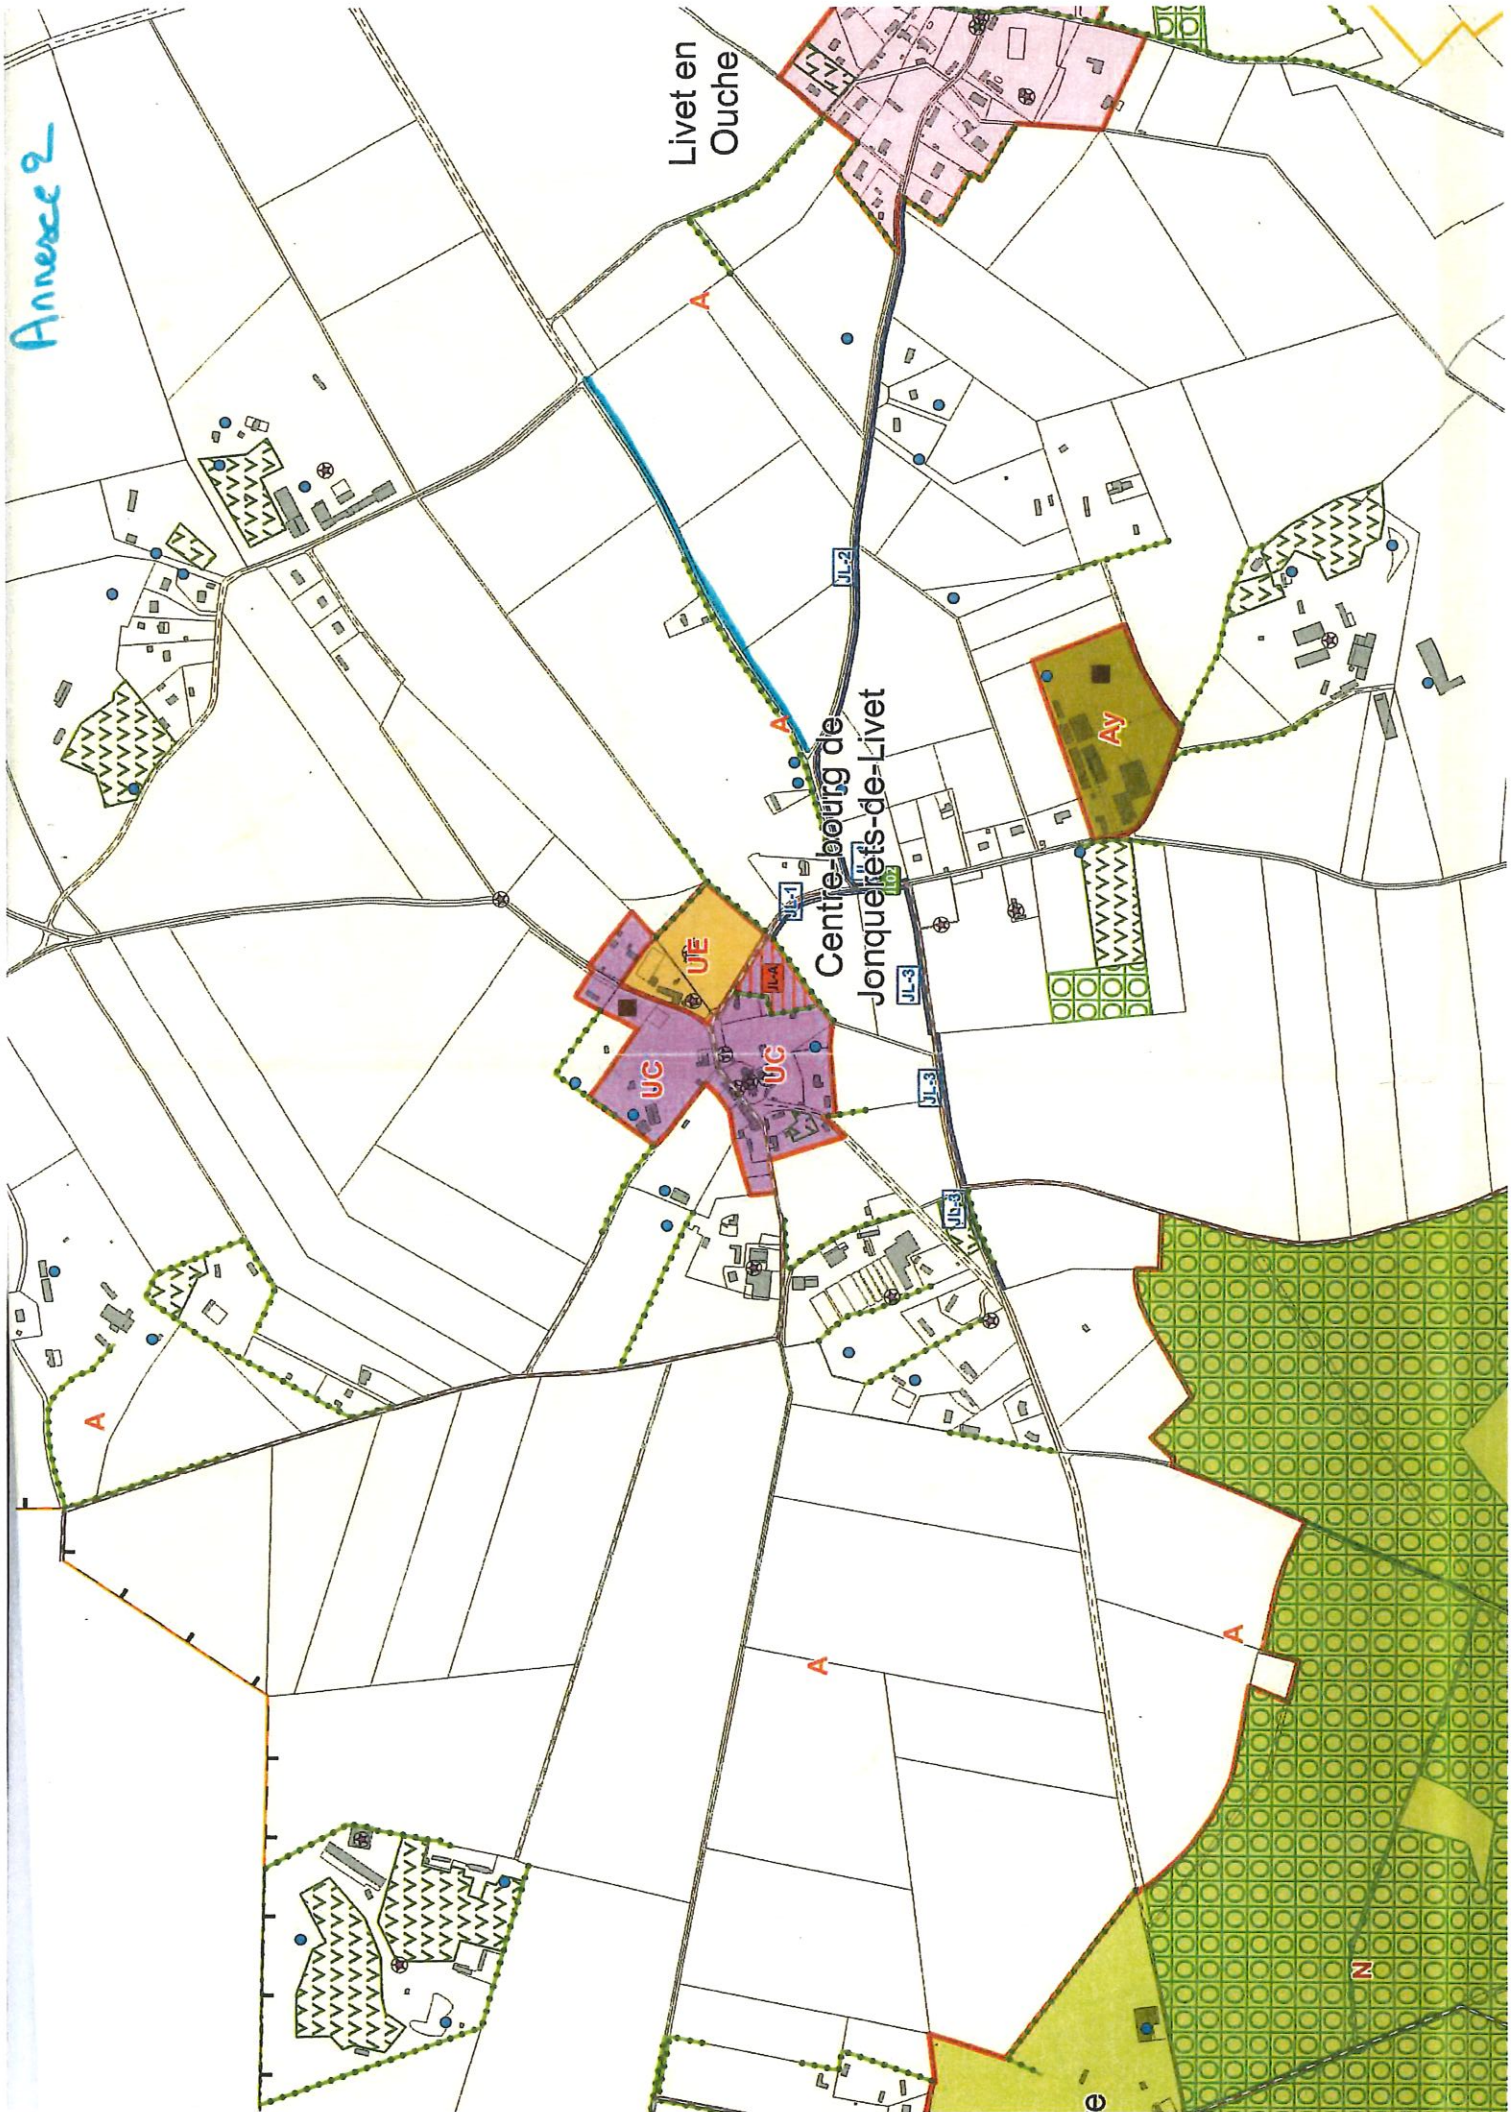 Annexe 2
Livet en
Ouche
A
JL-2
A
Centre-bourg de
Jonquerets-de-Livet
Ay
JL-1
JL02
UE
JL-A
JL-3
UC
UC
JL-3
JL-3
A
A
A
N
e